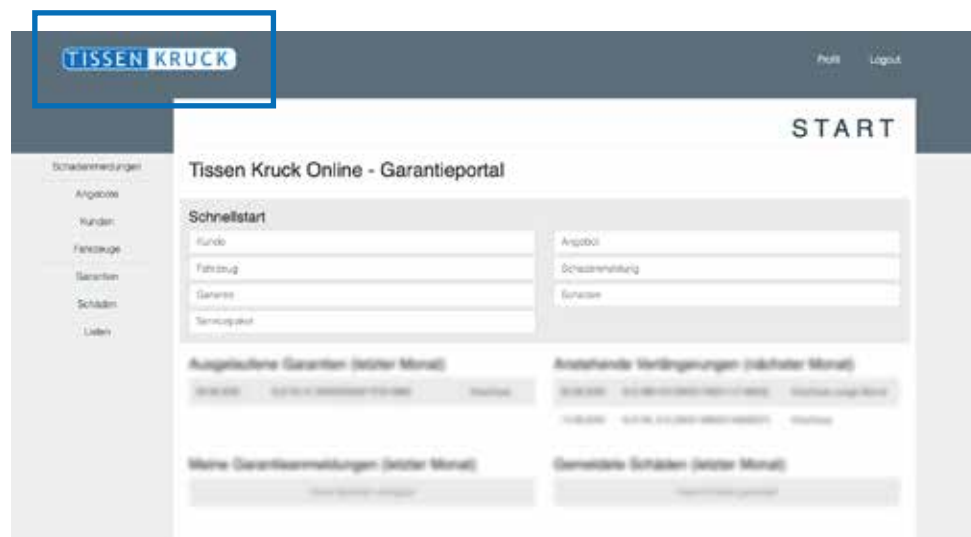 TISSEN KRUCK
Profil Logout
START
Schadenmeldungen
Angebote
Kunden
Fahrzeuge
Garantien
Schäden
Listen
Tissen Kruck Online - Garantieportal
Schnellstart
Kunde
Angebot
Fahrzeug
Schadenmeldung
Garantie
Schaden
Servicepaket
Ausgelaufene Garantien (letzter Monat)
Anstehende Verlängerungen (nächster Monat)
Meine Garantieanmeldungen (letzter Monat)
Gemeldete Schäden (letzter Monat)